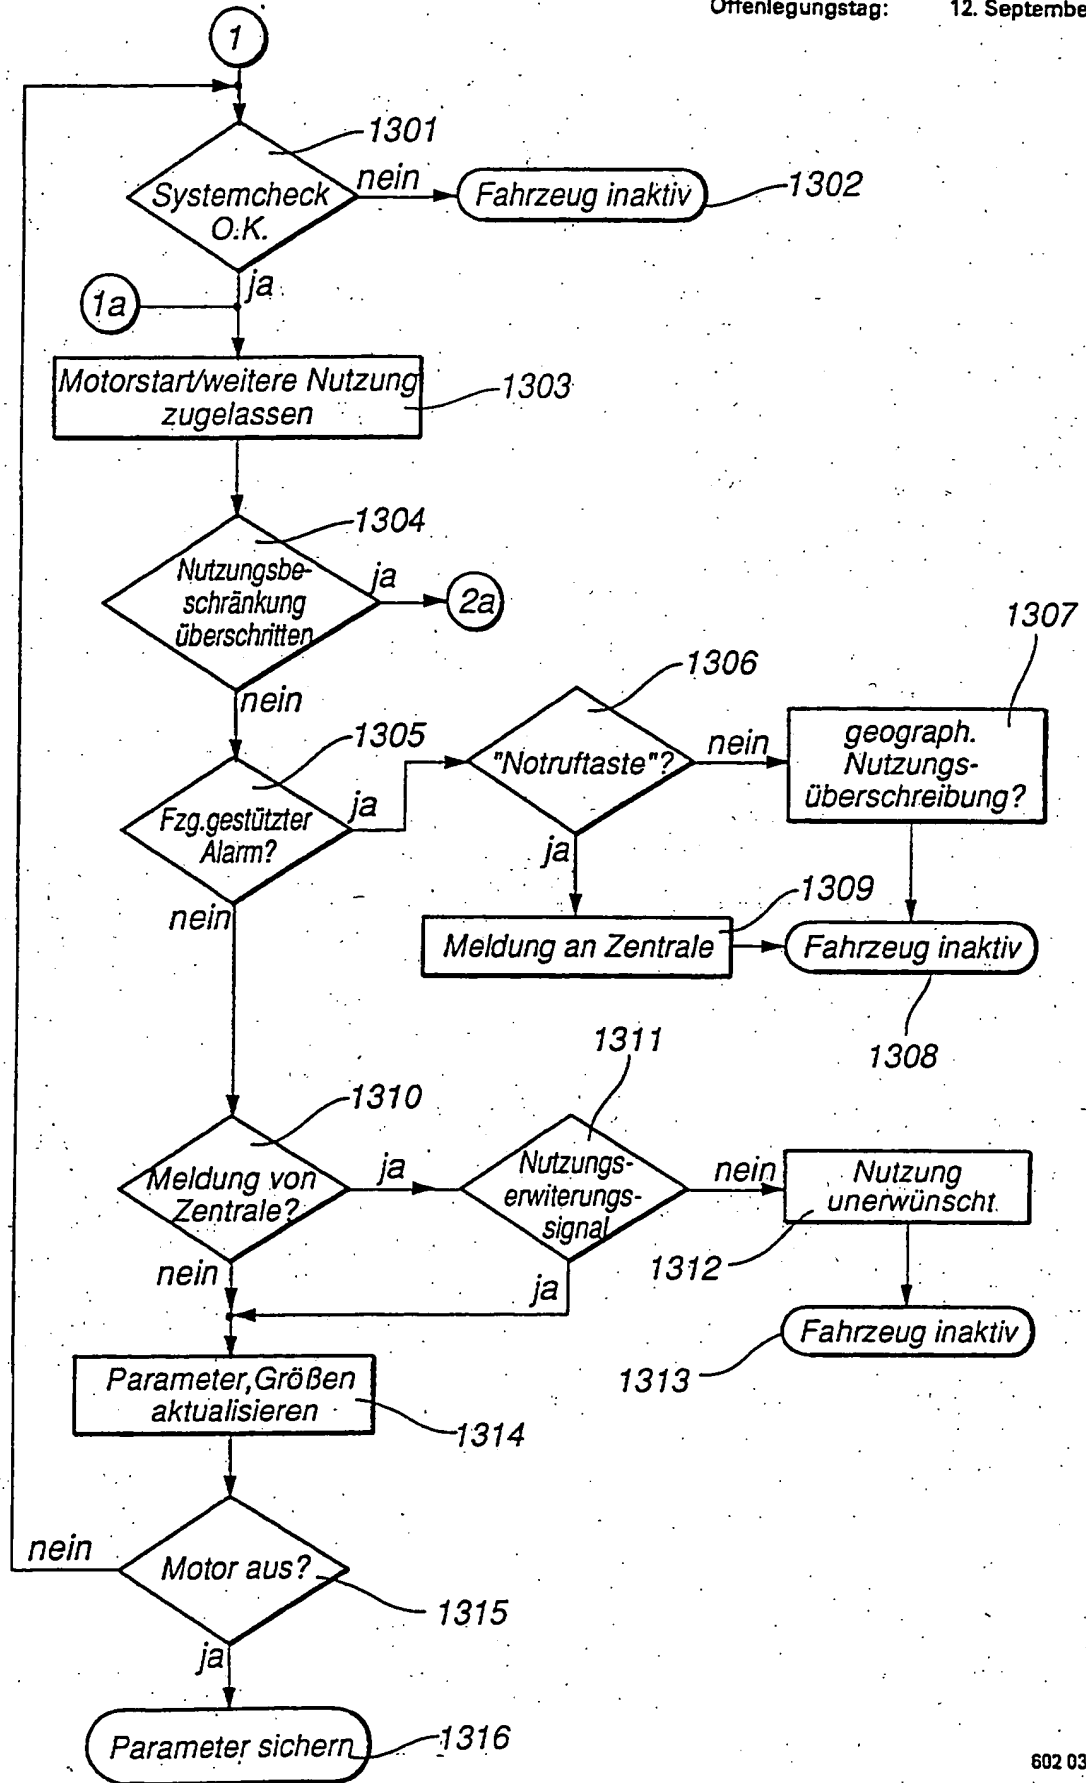 Offenlegungstag: 12. Septembe
1
1301
Systemcheck
O.K.
nein
Fahrzeug inaktiv
1302
ja
1a
Motorstart/weitere Nutzung
zugelassen
1303
1304
Nutzungsbe-
schränkung
überschritten
ja
2a
nein
1305
Fzg.gestützter
Alarm?
ja
1306
"Notruftaste"?
nein
1307
geograph.
Nutzungs-
überschreibung?
ja
nein
1309
Meldung an Zentrale
Fahrzeug inaktiv
1308
1310
Meldung von
Zentrale?
ja
1311
Nutzungs-
erwiterungs-
signal
nein
Nutzung
unerwünscht
1312
nein
ja
Fahrzeug inaktiv
1313
Parameter,Größen
aktualisieren
1314
nein
Motor aus?
1315
ja
Parameter sichern
1316
602 03